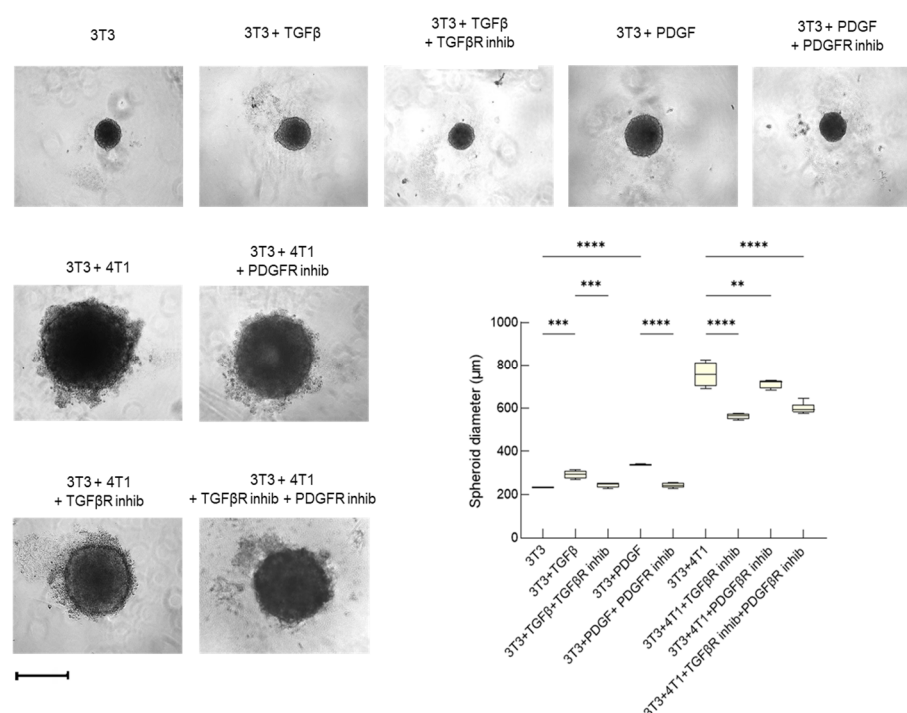 3T3
3T3 + TGFβ
3T3 + TGFβ
+ TGFβR inhib
3T3 + PDGF
3T3 + PDGF
+ PDGFR inhib
3T3 + 4T1
3T3 + 4T1
+ PDGFR inhib
3T3 + 4T1
+ TGFβR inhib
3T3 + 4T1
+ TGFβR inhib + PDGFR inhib
**** ****
*** **
*** **** ****
Spheroid diameter (µm)
1000
800
600
400
200
0
3T3
3T3+TGFβ
3T3+TGFβ+TGFβR inhib
3T3+PDGF
3T3+PDGF+ PDGFR inhib
3T3+4T1
3T3+4T1+TGFβR inhib
3T3+4T1+PDGFβR inhib
3T3+4T1+TGFβR inhib+PDGFβR inhib